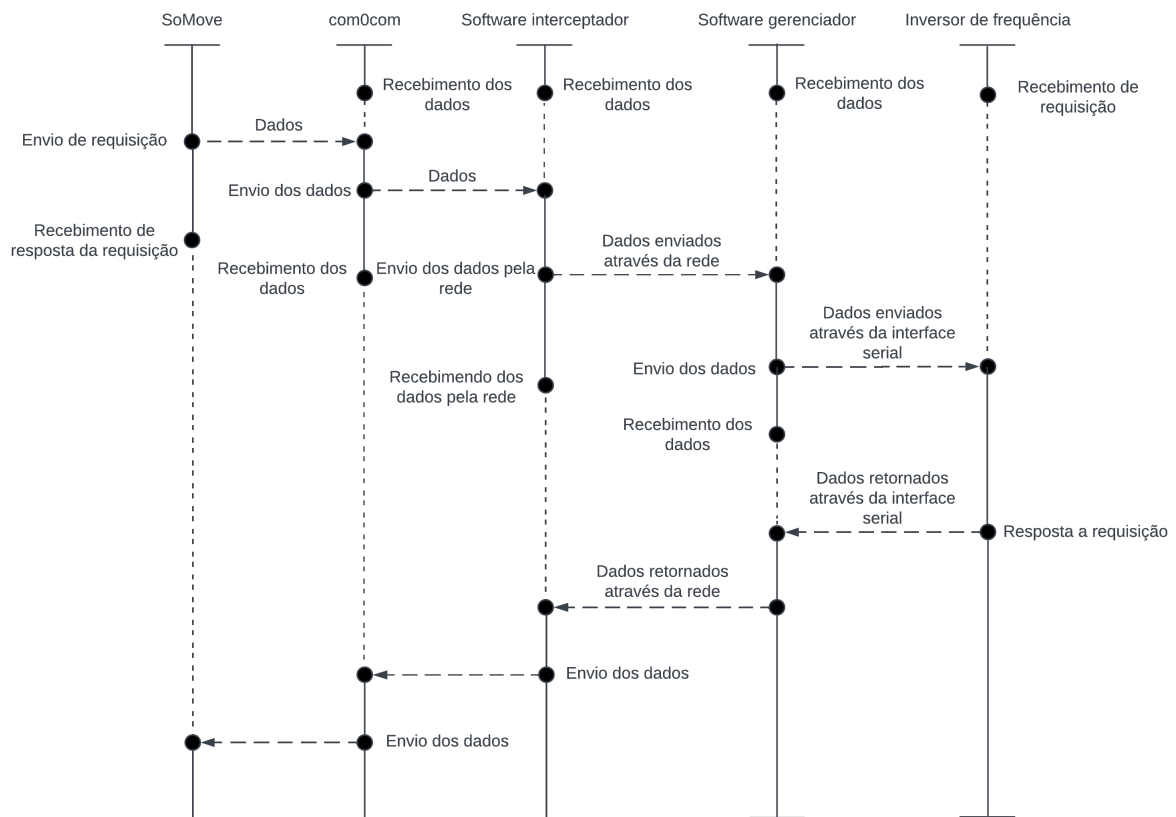 SoMove
com0com
Software interceptador
Software gerenciador
Inversor de frequência
Recebimento dos
dados
Recebimento dos
dados
Recebimento dos
dados
Recebimento de
requisição
Envio de requisição
Dados
Envio dos dados
Dados
Recebimento de
resposta da requisição
Recebimento dos
dados
Envio dos dados pela
rede
Dados enviados
através da rede
Dados enviados
através da interface
serial
Envio dos dados
Recebimendo dos
dados pela rede
Recebimento dos
dados
Dados retornados
através da interface
serial
Resposta a requisição
Dados retornados
através da rede
Envio dos dados
Envio dos dados